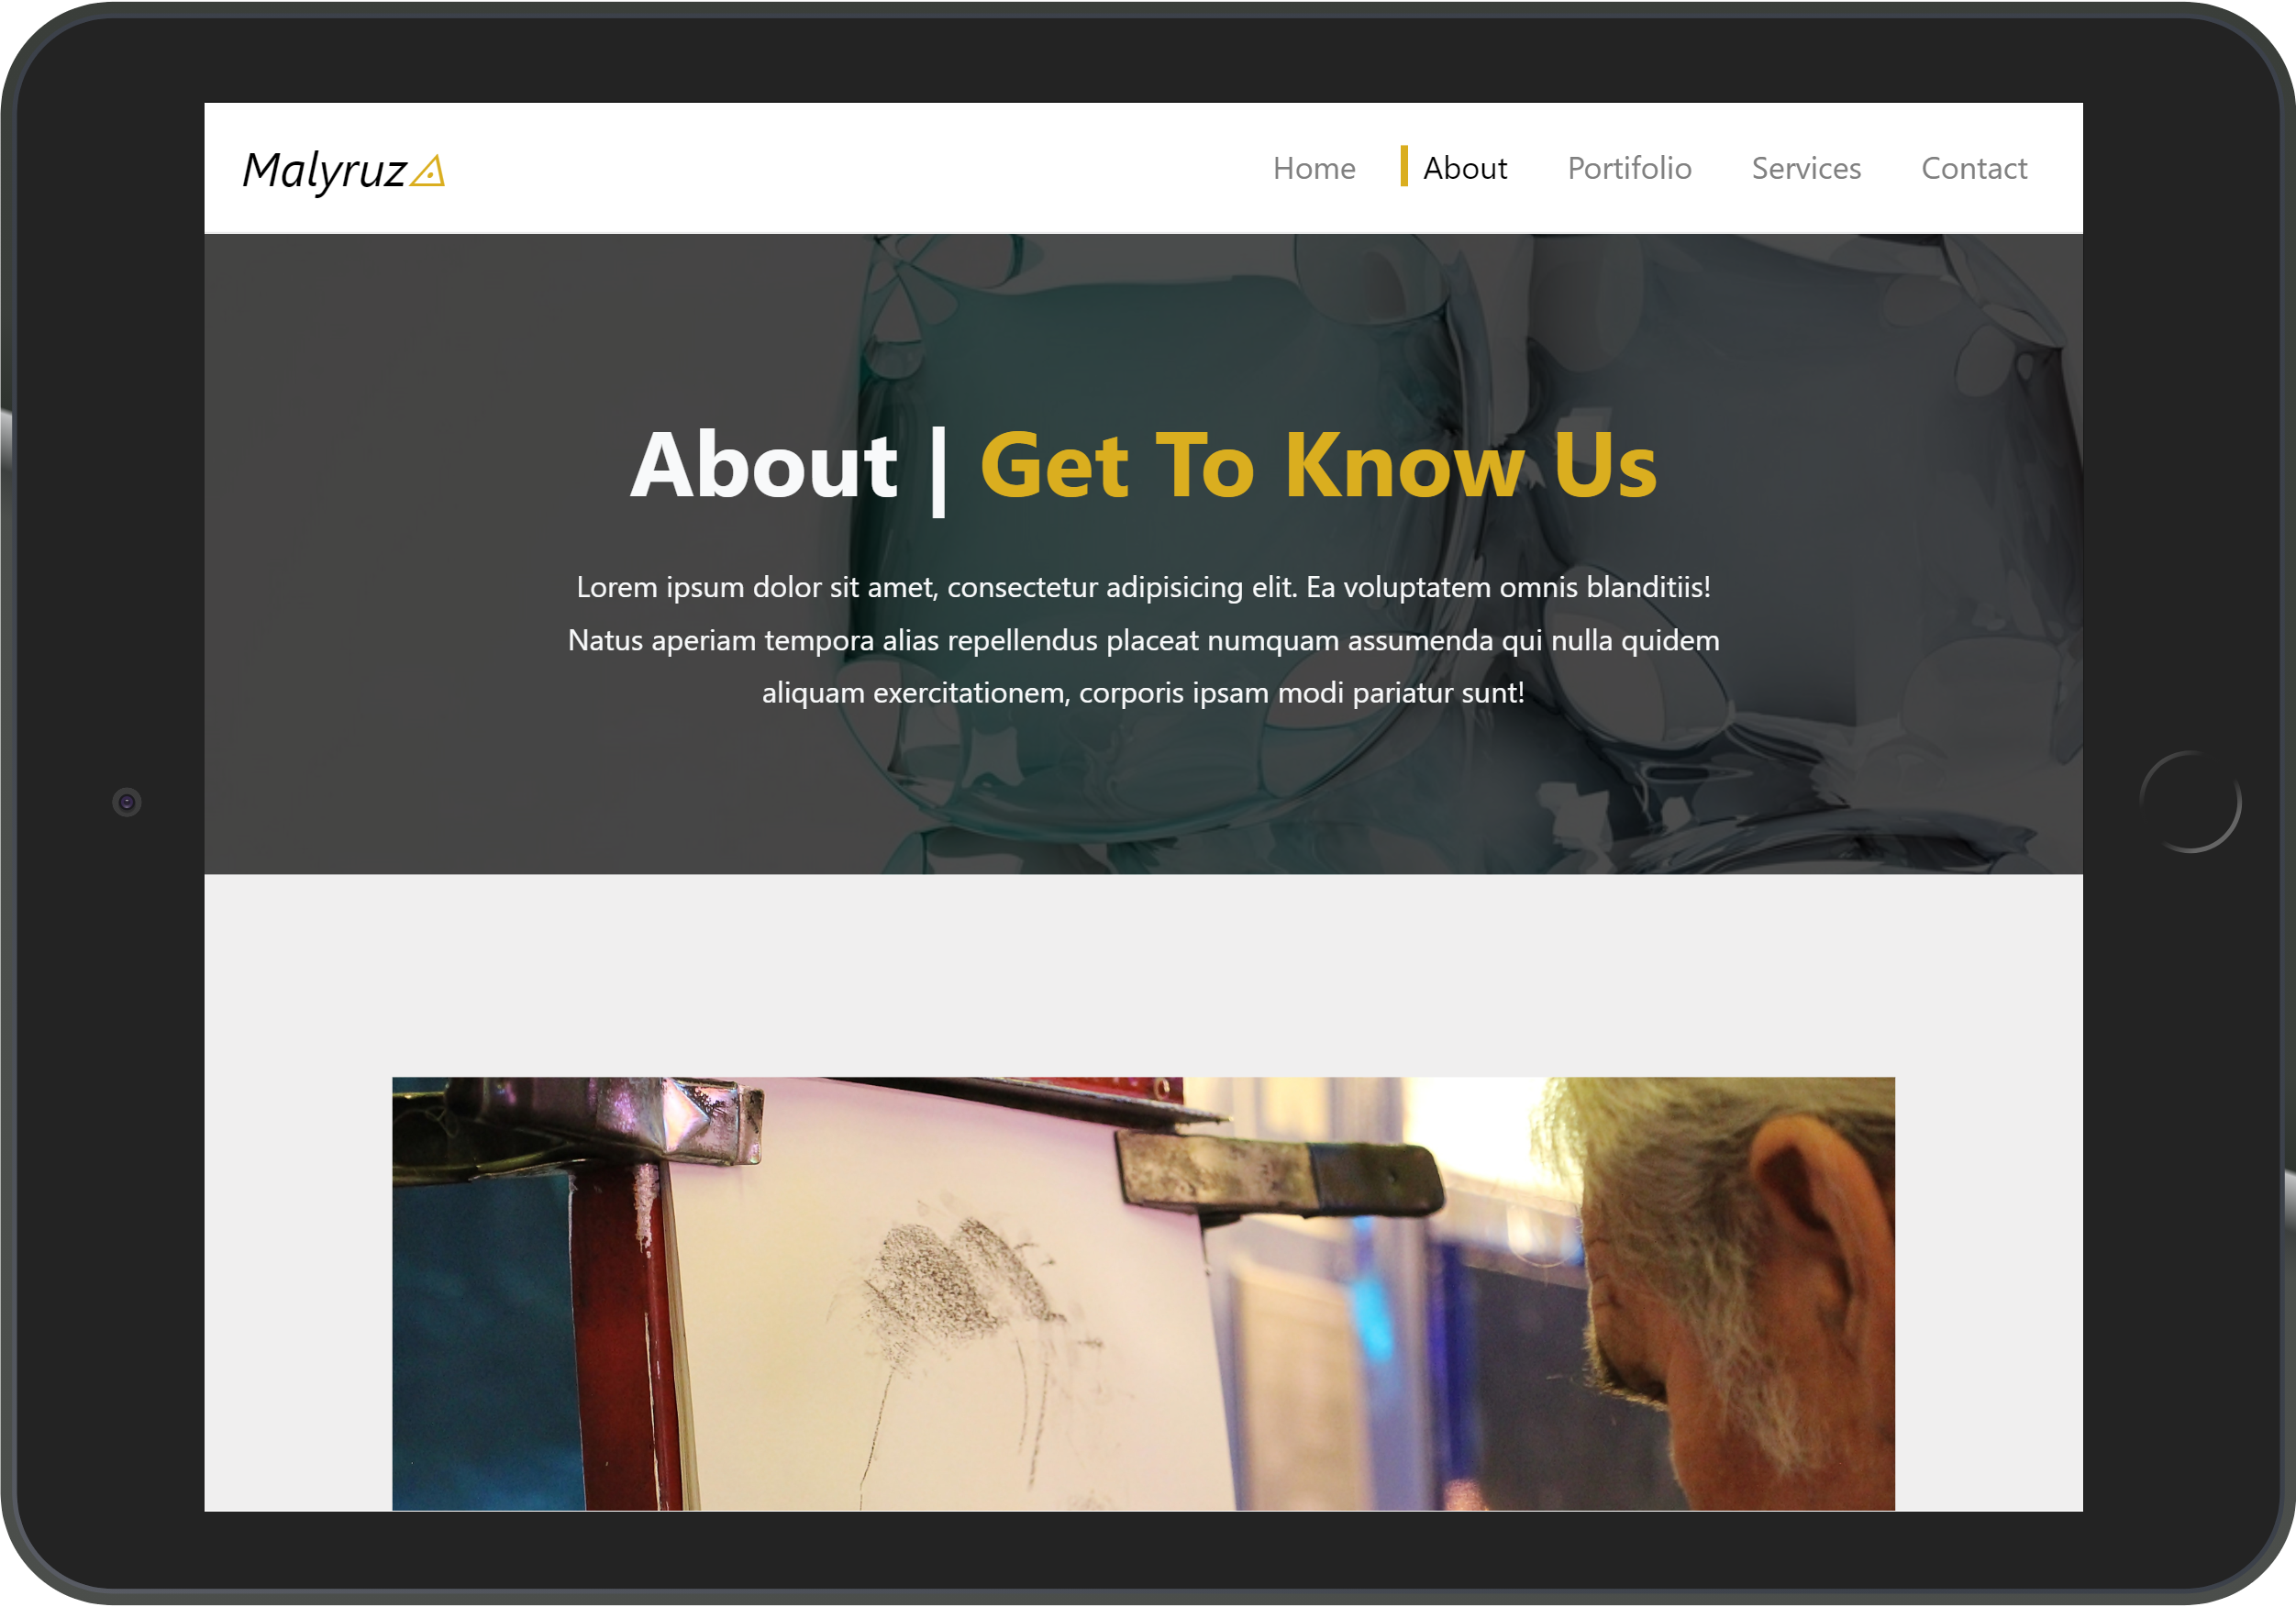 Malyruz
Home About Portifolio Services Contact
About | Get To Know Us
Lorem ipsum dolor sit amet, consectetur adipisicing elit. Ea voluptatem omnis blanditiis!
Natus aperiam tempora alias repellendus placeat numquam assumenda qui nulla quidem
aliquam exercitationem, corporis ipsam modi pariatur sunt!